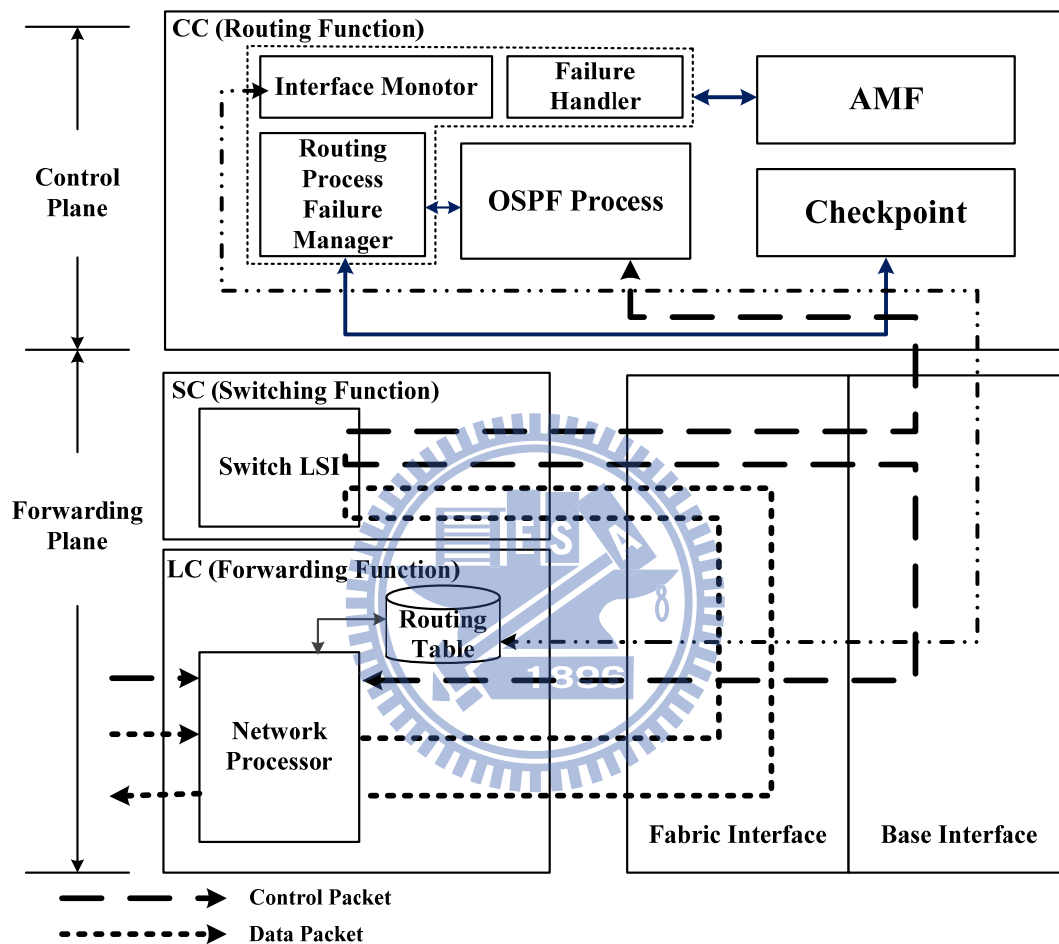 CC (Routing Function)
Interface Monotor
Failure
Handler
AMF
Routing
Process
Failure
Manager
OSPF Process
Checkpoint
Control
Plane
SC (Switching Function)
Switch LSI
Forwarding
Plane
LC (Forwarding Function)
Routing
Table
Network
Processor
E S A
1896
Fabric Interface
Base Interface
Control Packet
Data Packet